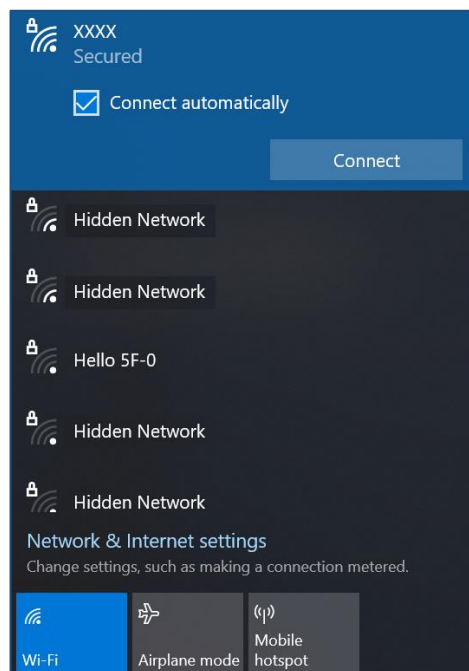 XXXX
Secured
Connect automatically
Connect
Hidden Network
Hidden Network
Hello 5F-0
Hidden Network
Hidden Network
Network & Internet settings
Change settings, such as making a connection metered.
Wi-Fi
Airplane mode
Mobile
hotspot